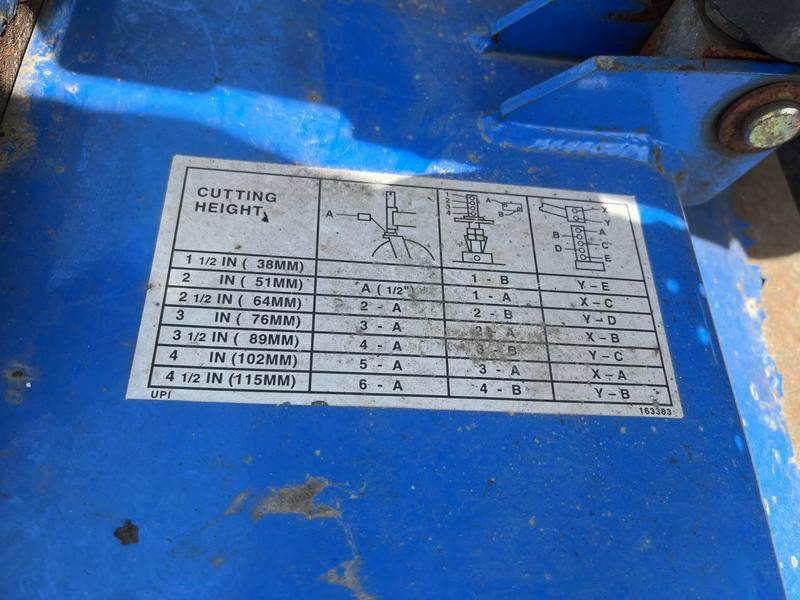 CUTTING
HEIGHT
A
1
2
3
4
A
B
X
Y
B
A
D
C
E
1 1/2 IN ( 38MM) 1 - B Y - E
2 IN ( 51MM) A ( 1/2") 1 - A X - C
2 1/2 IN ( 64MM) 2 - A 2 - B Y - D
3 IN ( 76MM) 3 - A 2 - A X - B
3 1/2 IN ( 89MM) 4 - A 3 - B Y - C
4 IN (102MM) 5 - A 3 - A X - A
4 1/2 IN (115MM) 6 - A 4 - B Y - B
UPI 163383